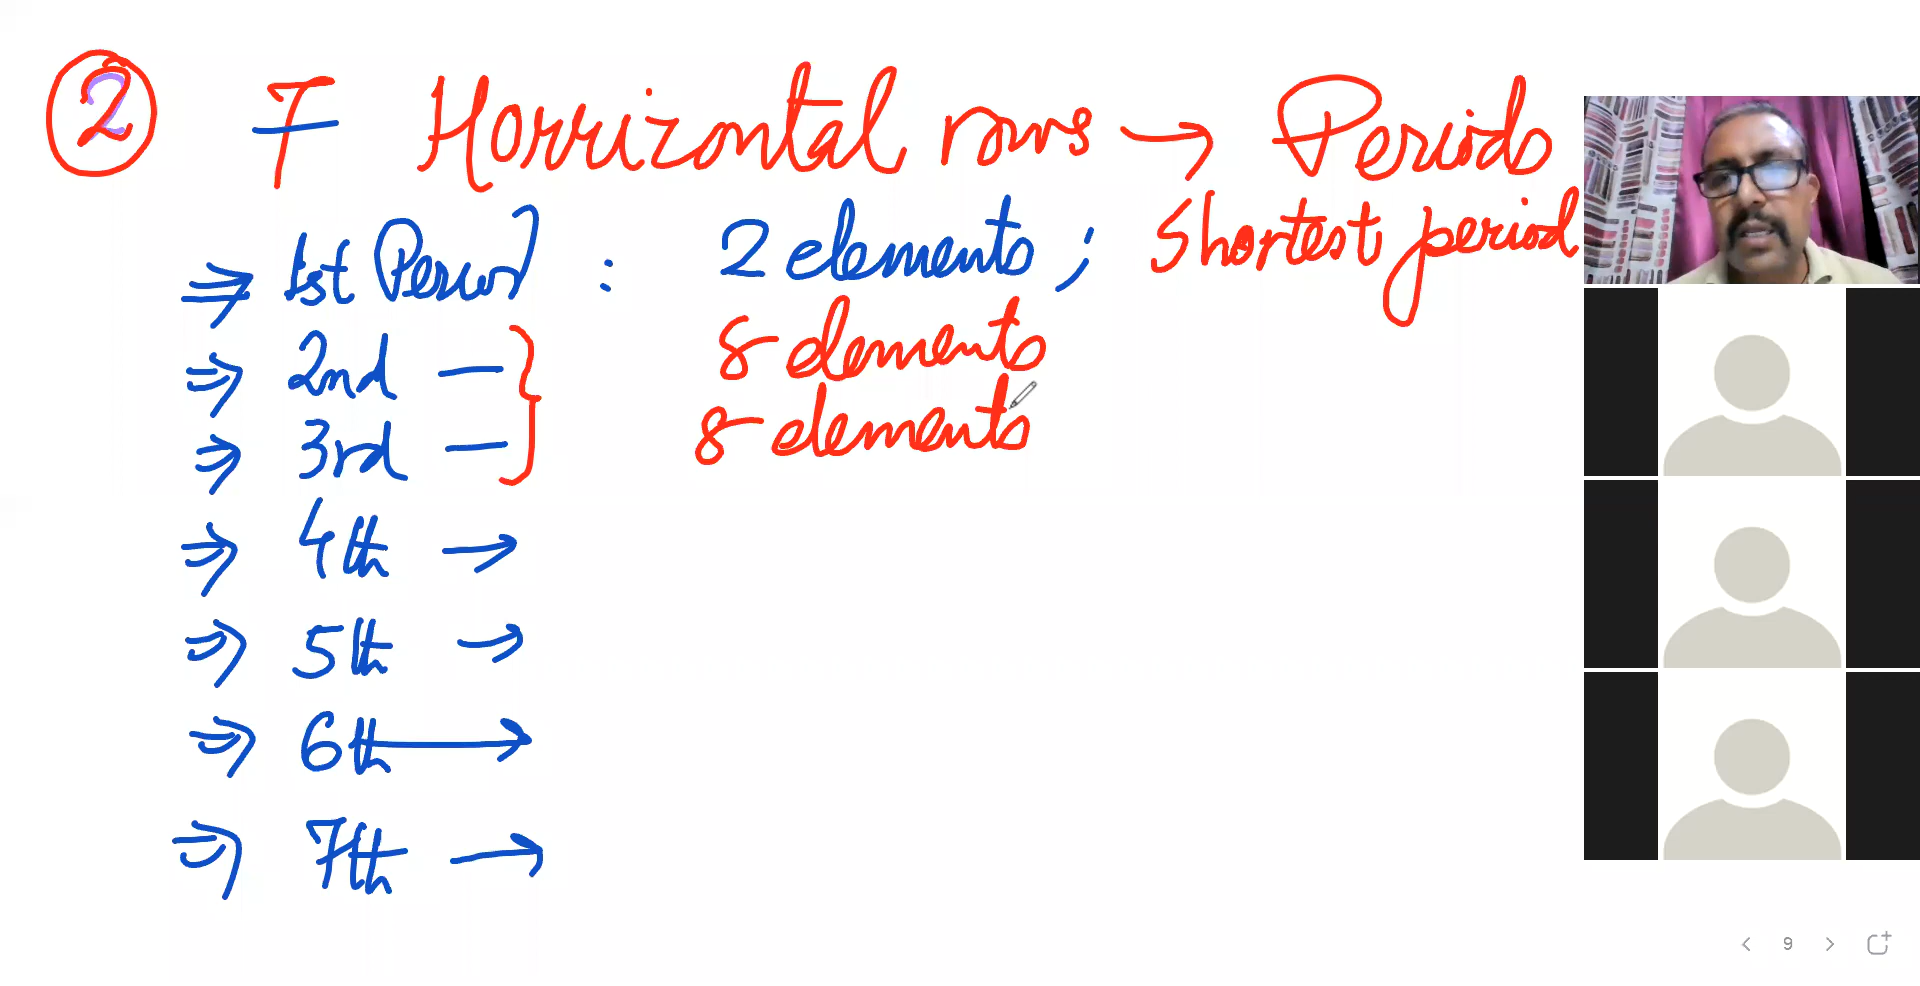 2 7 Horrizontal rows → Periods
⇒ 1st Period : 2 elements ; Shortest period
⇒ 2nd — 8 elements
⇒ 3rd — 8 elements
⇒ 4th →
⇒ 5th →
⇒ 6th →
⇒ 7th →
< 9 >